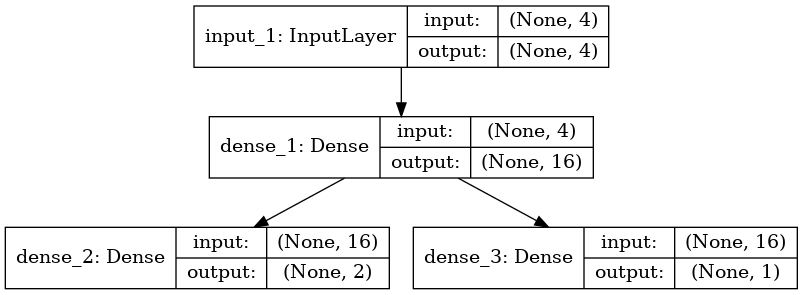 input_1: InputLayer
input: (None, 4)
output: (None, 4)
dense_1: Dense
input: (None, 4)
output: (None, 16)
dense_2: Dense
input: (None, 16)
output: (None, 2)
dense_3: Dense
input: (None, 16)
output: (None, 1)